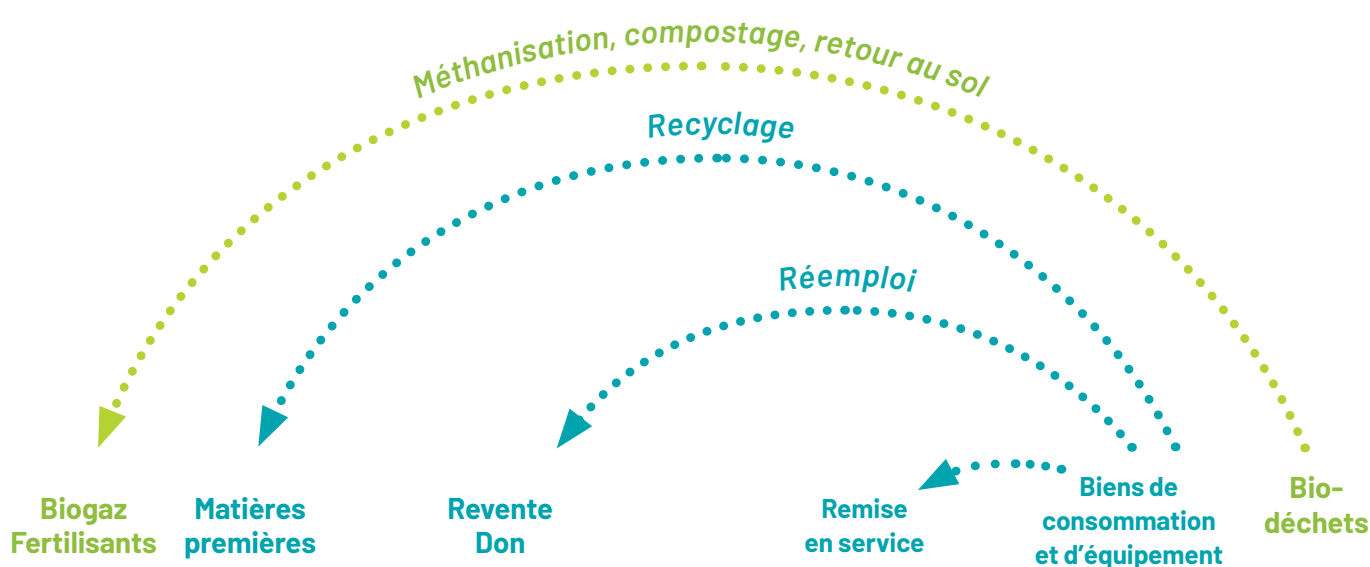 Méthanisation, compostage, retour au sol
Recyclage
Réemploi
Biogaz
Fertilisants
Matières
premières
Revente
Don
Remise
en service
Biens de
consommation
et d’équipement
Bio-
déchets